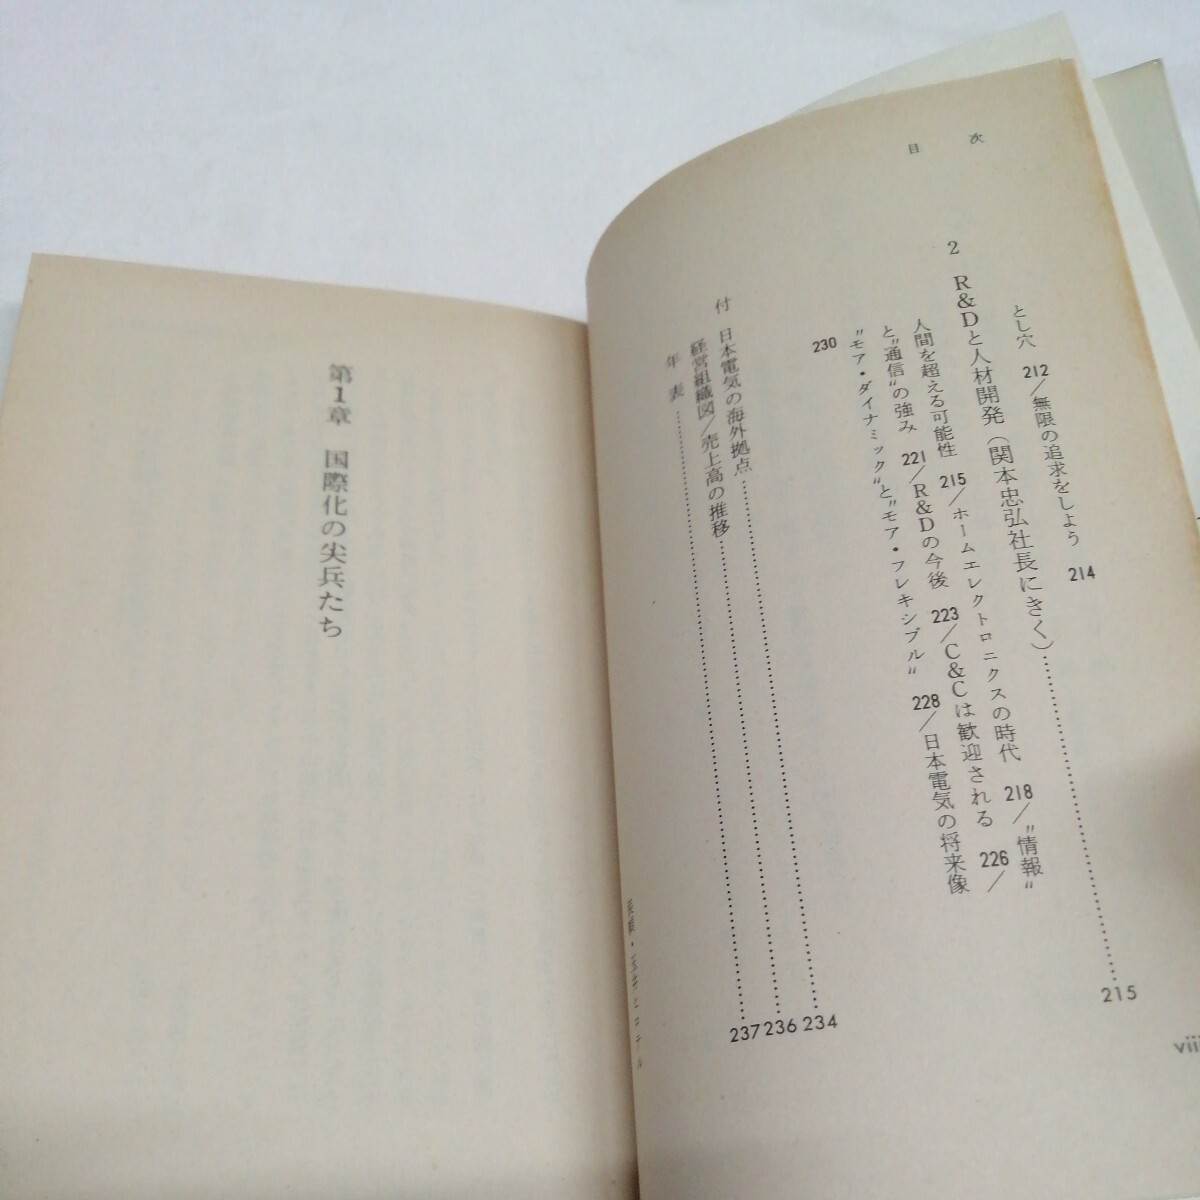 目次
とし穴 212/無限の追求をしよう 214
2 R&Dと人材開発(関本忠弘社長にきく)……215
人間を超える可能性 215/ホームエレクトロニクスの時代 218/〝情報〟
と〝通信〟の強み 221/R&Dの今後 223/C&Cは歓迎される 226/
〝モア・ダイナミック〟と〝モア・フレキシブル〟 228/日本電気の将来像
230
付 日本電気の海外拠点……234
経営組織図/売上高の推移……236
年表……237
viii
玉井ヒロテル
第1章 国際化の尖兵たち